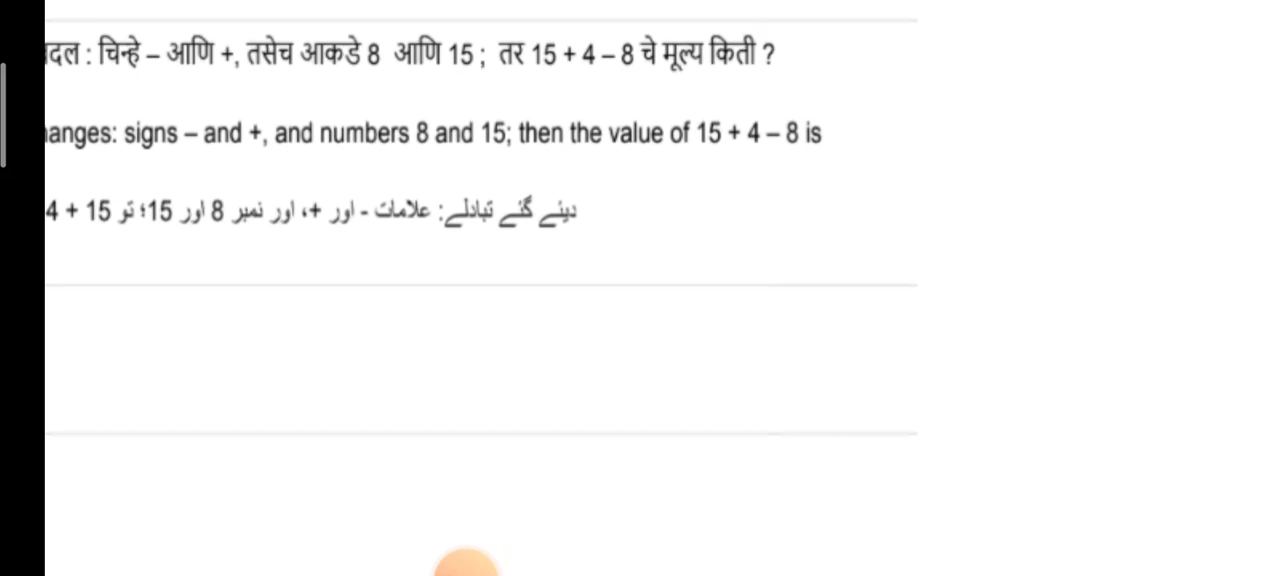 दल : चिन्हे – आणि +, तसेच आकडे 8 आणि 15 ; तर 15 + 4 – 8 चे मूल्य किती ?
anges: signs – and +, and numbers 8 and 15; then the value of 15 + 4 – 8 is
دیئے گئے تبادلے: علامات - اور +، اور نمبر 8 اور 15؛ تو 15 + 4